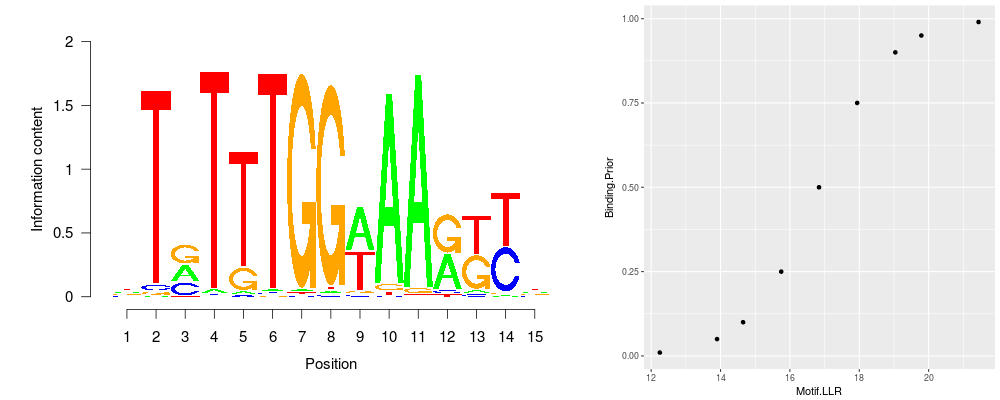 Information content
2
1.5
1
0.5
0
T
G
A
C
T
T
G
T
G
G
A
T
A
A
G
A
T
G
T
C
1 2 3 4 5 6 7 8 9 10 11 12 13 14 15
Position
Binding.Prior
1.00
0.75
0.50
0.25
0.00
12 14 16 18 20
Motif.LLR